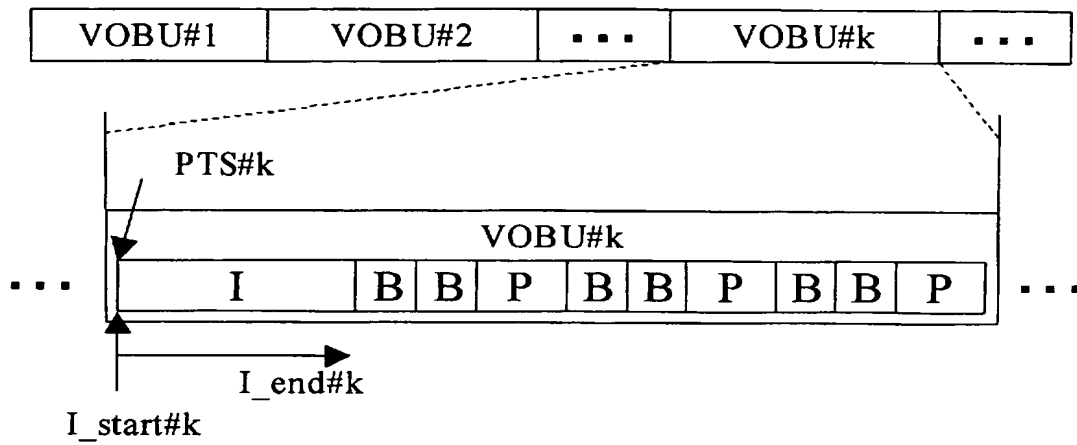 VOBU#1 VOBU#2 ... VOBU#k ...
PTS#k
VOBU#k
... I B B P B B P B B P ...
I_end#k
I_start#k